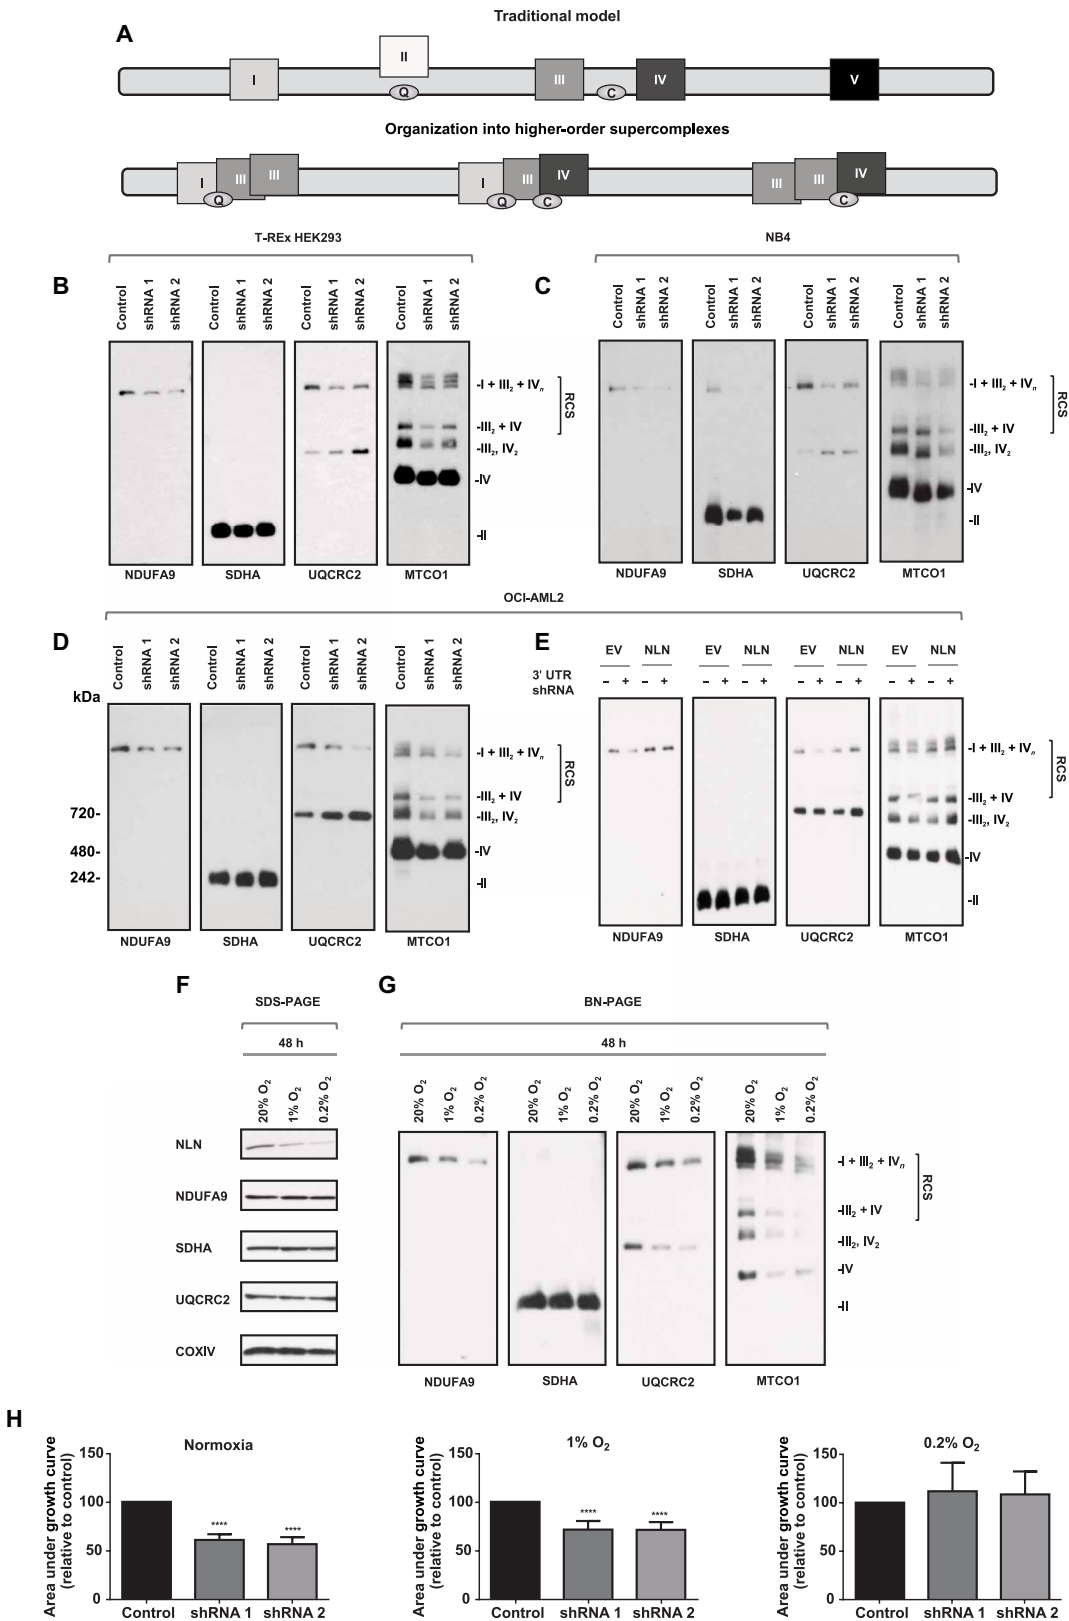 Traditional model
A
I
II
III
IV
V
Q
C
Organization into higher-order supercomplexes
I
III
III
Q
I
III
IV
Q
C
III
III
IV
C
T-REx HEK293
B
Control
shRNA 1
shRNA 2
Control
shRNA 1
shRNA 2
Control
shRNA 1
shRNA 2
Control
shRNA 1
shRNA 2
-I + III₂ + IVₙ
-III₂ + IV
-III₂, IV₂
-IV
-II
RCS
NDUFA9
SDHA
UQCRC2
MTCO1
NB4
C
Control
shRNA 1
shRNA 2
Control
shRNA 1
shRNA 2
Control
shRNA 1
shRNA 2
Control
shRNA 1
shRNA 2
-I + III₂ + IVₙ
-III₂ + IV
-III₂, IV₂
-IV
-II
RCS
NDUFA9
SDHA
UQCRC2
MTCO1
OCI-AML2
D
Control
shRNA 1
shRNA 2
Control
shRNA 1
shRNA 2
Control
shRNA 1
shRNA 2
Control
shRNA 1
shRNA 2
kDa
720-
480-
242-
-I + III₂ + IVₙ
-III₂ + IV
-III₂, IV₂
-IV
-II
RCS
NDUFA9
SDHA
UQCRC2
MTCO1
E
EV NLN EV NLN EV NLN EV NLN
3' UTR shRNA
– + – + – + – + – + – + – + – +
-I + III₂ + IVₙ
-III₂ + IV
-III₂, IV₂
-IV
-II
RCS
NDUFA9
SDHA
UQCRC2
MTCO1
F
SDS-PAGE
48 h
20% O₂
1% O₂
0.2% O₂
NLN
NDUFA9
SDHA
UQCRC2
COXIV
G
BN-PAGE
48 h
20% O₂
1% O₂
0.2% O₂
20% O₂
1% O₂
0.2% O₂
20% O₂
1% O₂
0.2% O₂
20% O₂
1% O₂
0.2% O₂
-I + III₂ + IVₙ
-III₂ + IV
-III₂, IV₂
-IV
-II
RCS
NDUFA9
SDHA
UQCRC2
MTCO1
H
Normoxia
Area under growth curve
(relative to control)
150
100
50
0
****
****
Control
shRNA 1
shRNA 2
1% O₂
Area under growth curve
(relative to control)
150
100
50
0
****
****
Control
shRNA 1
shRNA 2
0.2% O₂
Area under growth curve
(relative to control)
150
100
50
0
Control
shRNA 1
shRNA 2